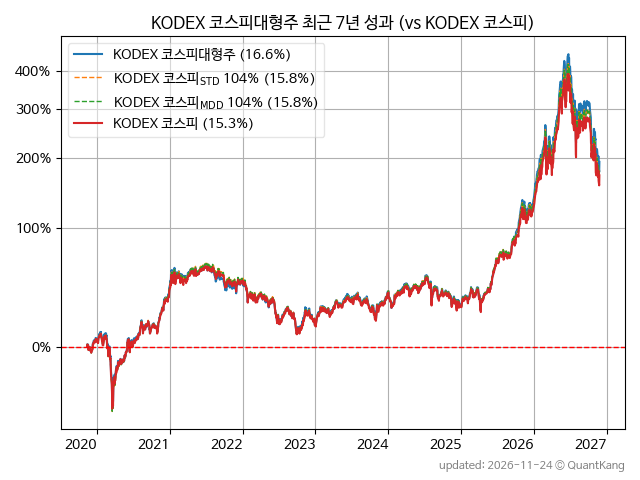 KODEX 코스피대형주 최근 7년 성과 (vs KODEX 코스피)
KODEX 코스피대형주 (16.6%)
KODEX 코스피STD 104% (15.8%)
KODEX 코스피MDD 104% (15.8%)
KODEX 코스피 (15.3%)
400%
300%
200%
100%
0%
2020 2021 2022 2023 2024 2025 2026 2027
updated: 2026-11-24 © QuantKang